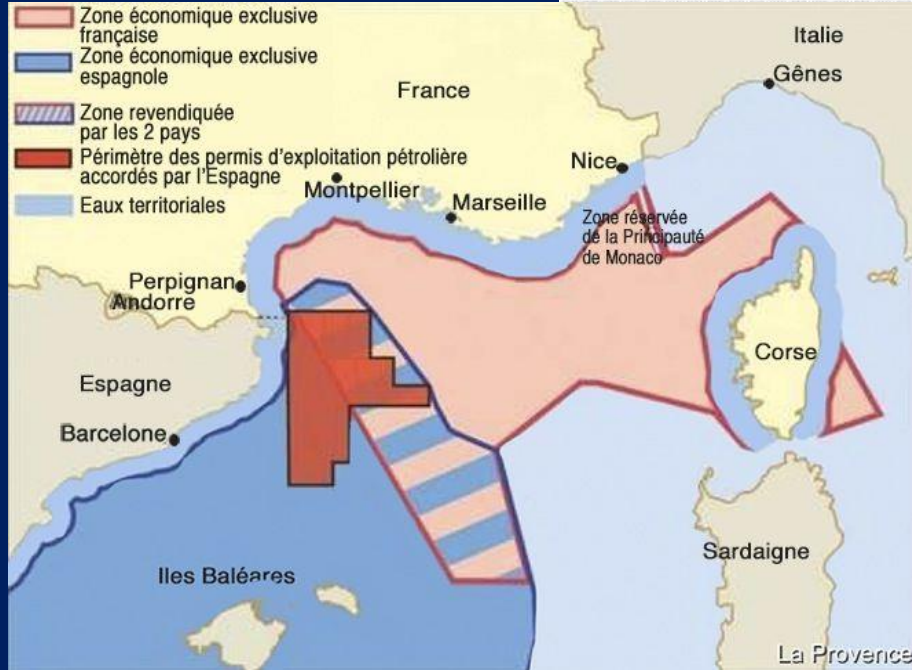 Zone économique exclusive
française
Zone économique exclusive
espagnole
Zone revendiquée
par les 2 pays
Périmètre des permis d'exploitation pétrolière
accordés par l'Espagne
Eaux territoriales
Italie
Gênes
France
Nice
Montpellier
Marseille
Zone réservée
de la Principauté
de Monaco
Perpignan
Andorre
Corse
Espagne
Barcelone
Sardaigne
Iles Baléares
La Provence